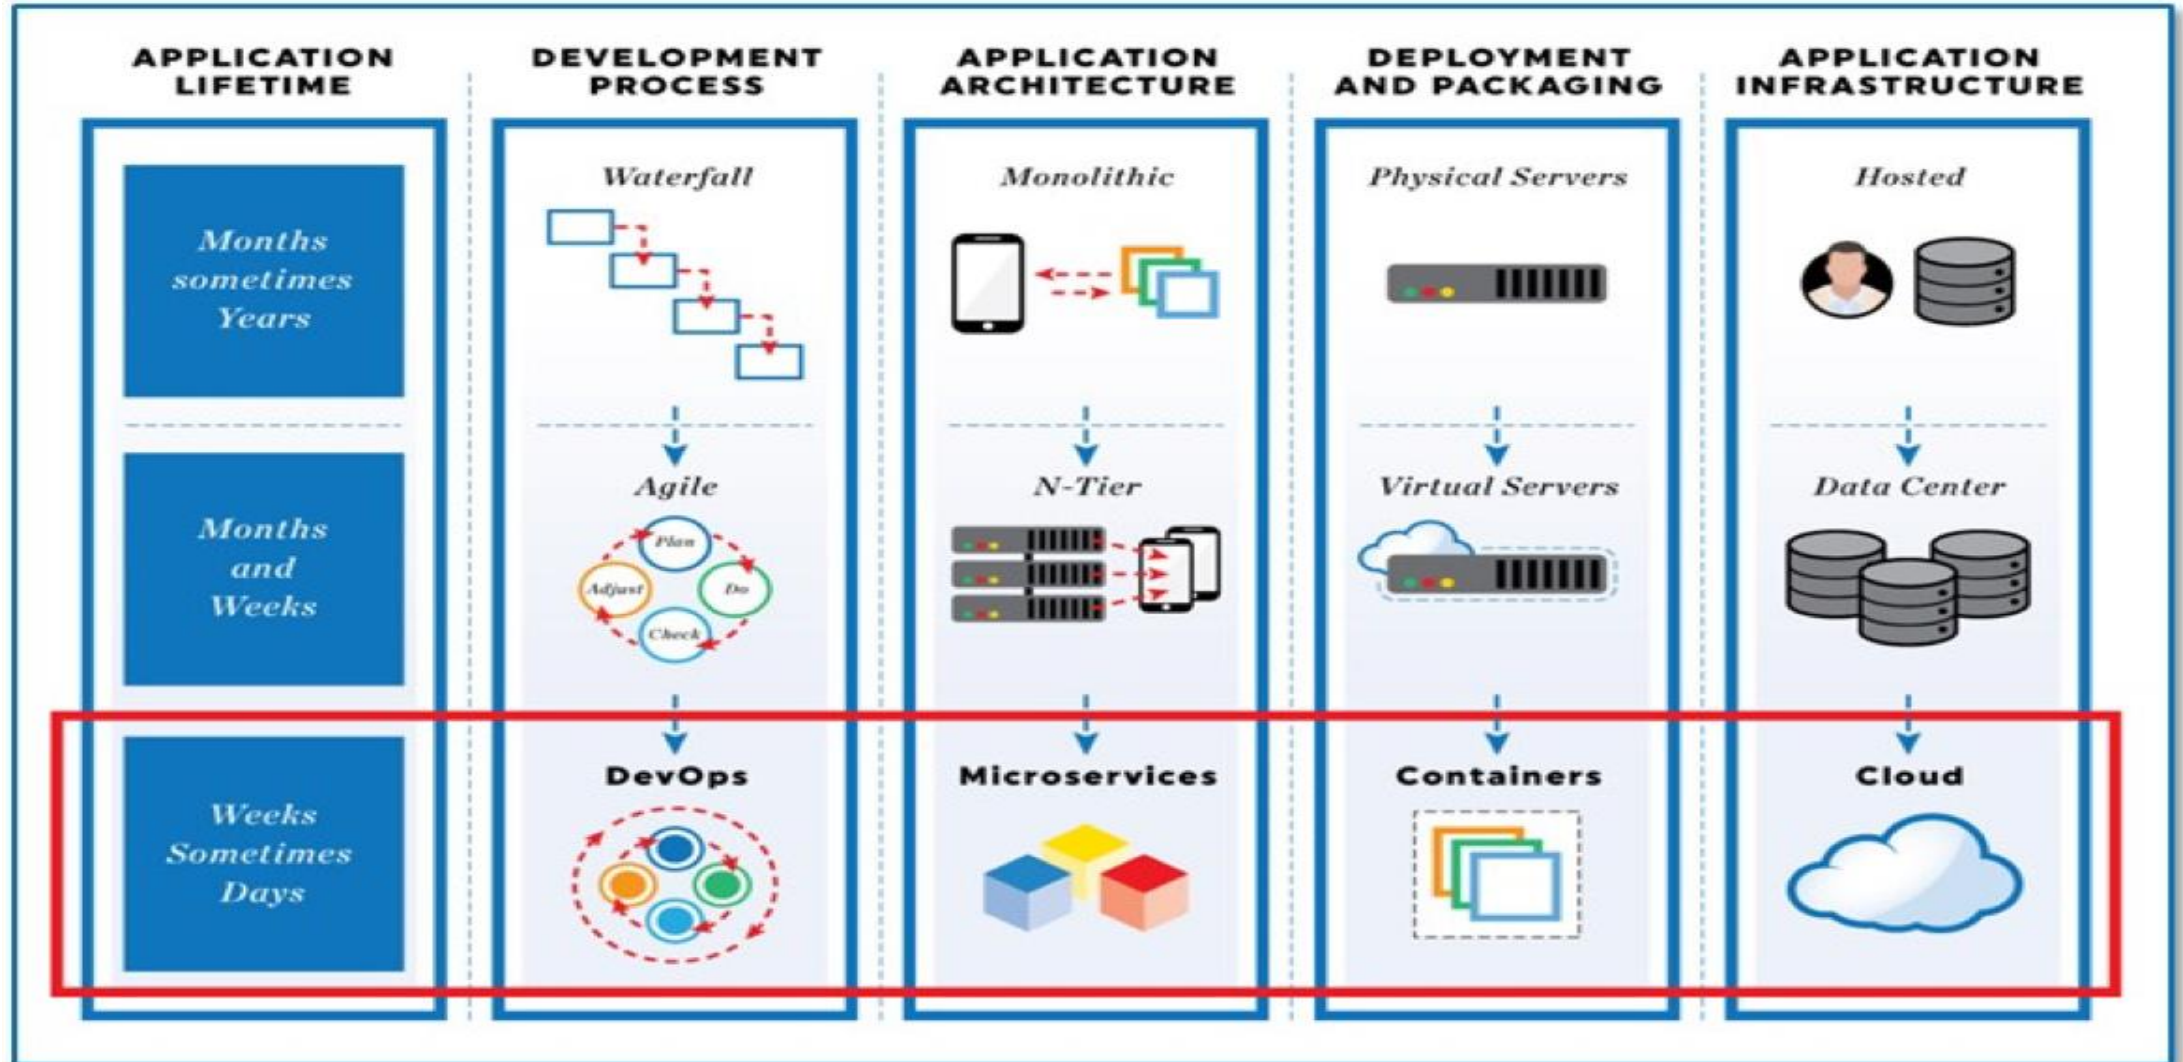 APPLICATION
LIFETIME
DEVELOPMENT
PROCESS
APPLICATION
ARCHITECTURE
DEPLOYMENT
AND PACKAGING
APPLICATION
INFRASTRUCTURE
Months
sometimes
Years
Waterfall
Monolithic
Physical Servers
Hosted
Months
and
Weeks
Agile
Plan
Adjust
Do
Check
N-Tier
Virtual Servers
Data Center
Weeks
Sometimes
Days
DevOps
Microservices
Containers
Cloud